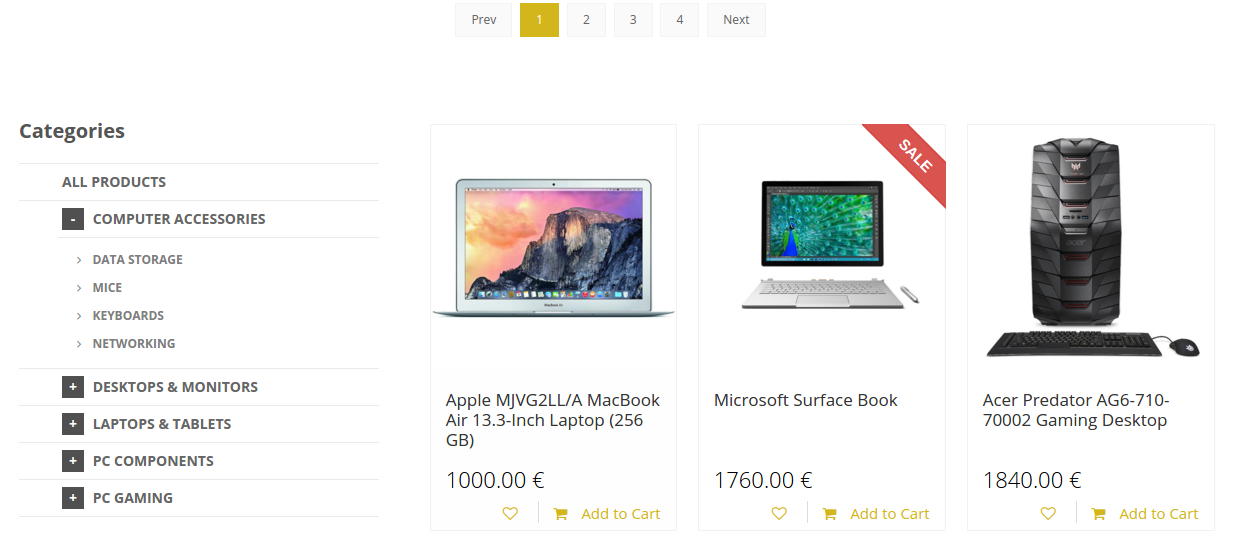 Prev 1 2 3 4 Next
Categories
ALL PRODUCTS
- COMPUTER ACCESSORIES
DATA STORAGE
MICE
KEYBOARDS
NETWORKING
+ DESKTOPS & MONITORS
+ LAPTOPS & TABLETS
+ PC COMPONENTS
+ PC GAMING
Apple MJVG2LL/A MacBook
Air 13.3-Inch Laptop (256
GB)
1000.00 €
Add to Cart
SALE
Microsoft Surface Book
1760.00 €
Add to Cart
acer
Acer Predator AG6-710-
70002 Gaming Desktop
1840.00 €
Add to Cart